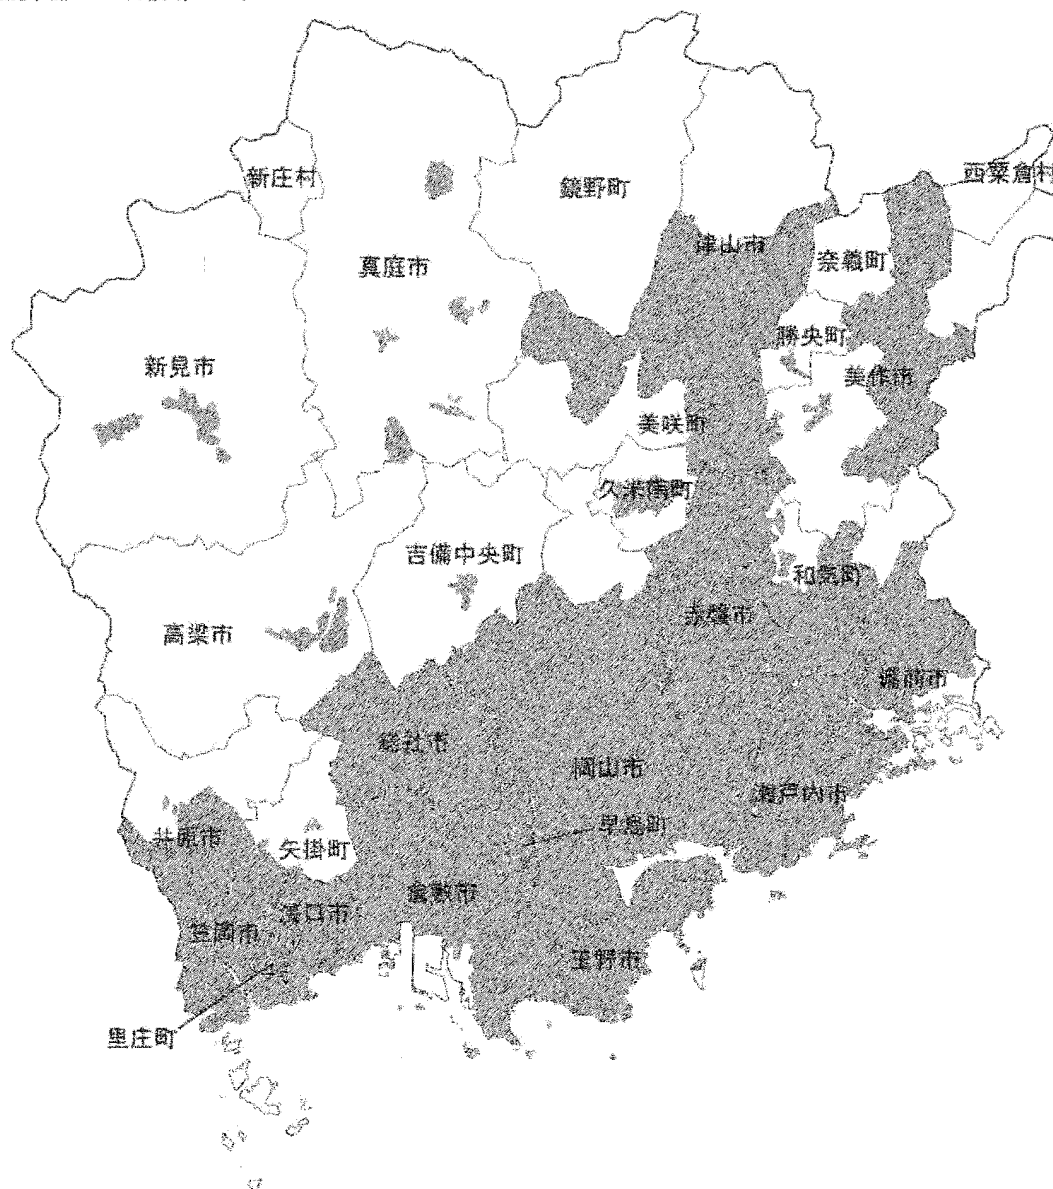 新庄村
西粟倉村
鏡野町
津山市
奈義町
真庭市
勝央町
新見市
美作市
美咲町
久米南町
吉備中央町
和気町
赤磐市
高梁市
備前市
総社市
岡山市
瀬戸内市
早島町
井原市
矢掛町
倉敷市
浅口市
笠岡市
玉野市
里庄町